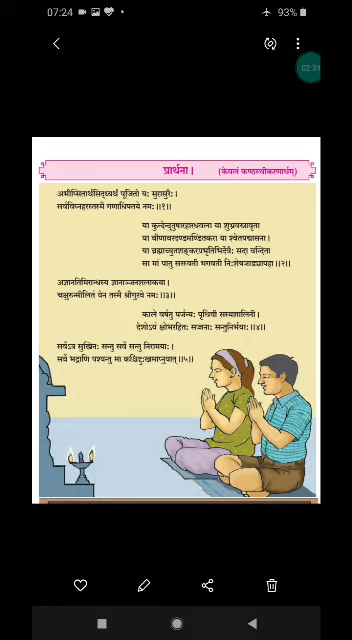 07:24
93%
02:34
प्रार्थना।
(केवलं कण्ठस्थीकरणार्थम्)
अभीप्सितार्थसिद्ध्यर्थं पूजितो यः सुरासुरैः।
सर्वविघ्नहरस्तस्मै गणाधिपतये नमः॥१॥
या कुन्देन्दुतुषारहारधवला या शुभ्रवस्त्रावृता
या वीणावरदण्डमण्डितकरा या श्वेतपद्मासना।
या ब्रह्माच्युतशङ्करप्रभृतिभिर्देवैः सदा वन्दिता
सा मां पातु सरस्वती भगवती निःशेषजाड्यापहा॥२॥
अज्ञानतिमिरान्धस्य ज्ञानाञ्जनशलाकया।
चक्षुरुन्मीलितं येन तस्मै श्रीगुरवे नमः॥३॥
काले वर्षतु पर्जन्यः पृथिवी सस्यशालिनी।
देशोऽयं क्षोभरहितः सज्जनाः सन्तुनिर्भयाः॥४॥
सर्वेऽत्र सुखिनः सन्तु सर्वे सन्तु निरामयाः।
सर्वे भद्राणि पश्यन्तु मा कश्चिद्दुःखमाप्नुयात्॥५॥